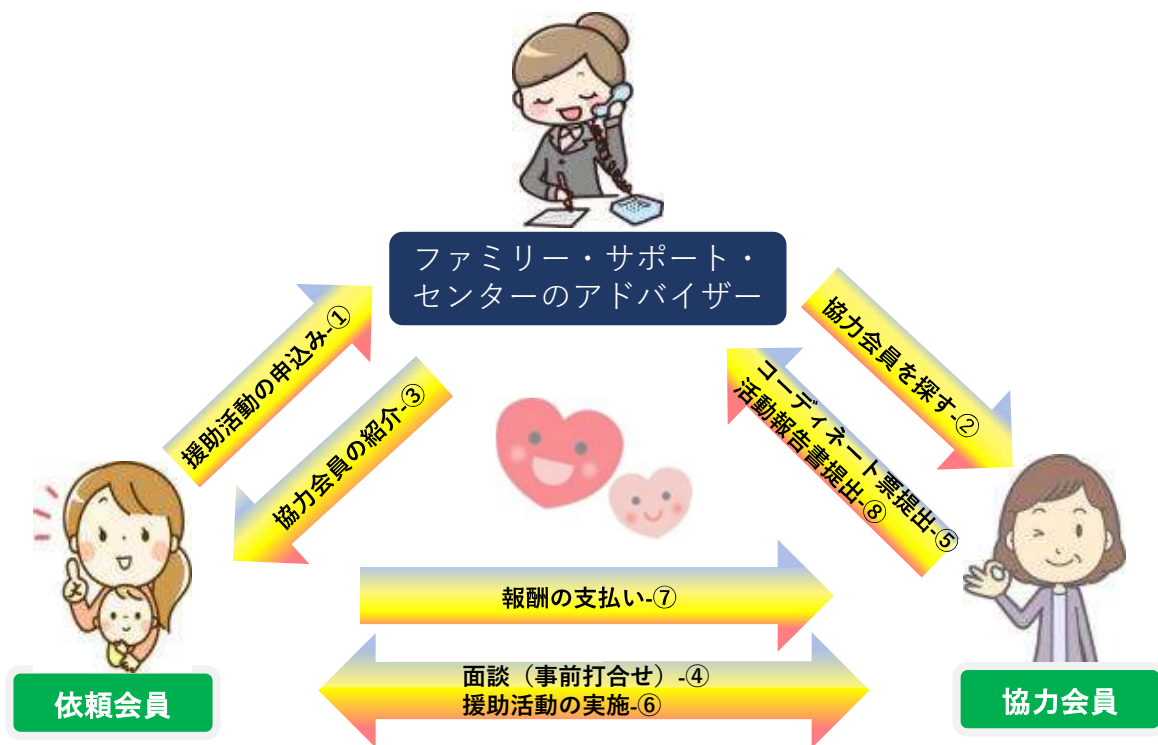 ファミリー・サポート・
センターのアドバイザー
援助活動の申込み-①
協力会員の紹介-③
協力会員を探す-②
コーディネート票提出-⑤
活動報告書提出-⑧
報酬の支払い-⑦
面談（事前打合せ）-④
援助活動の実施-⑥
依頼会員
協力会員